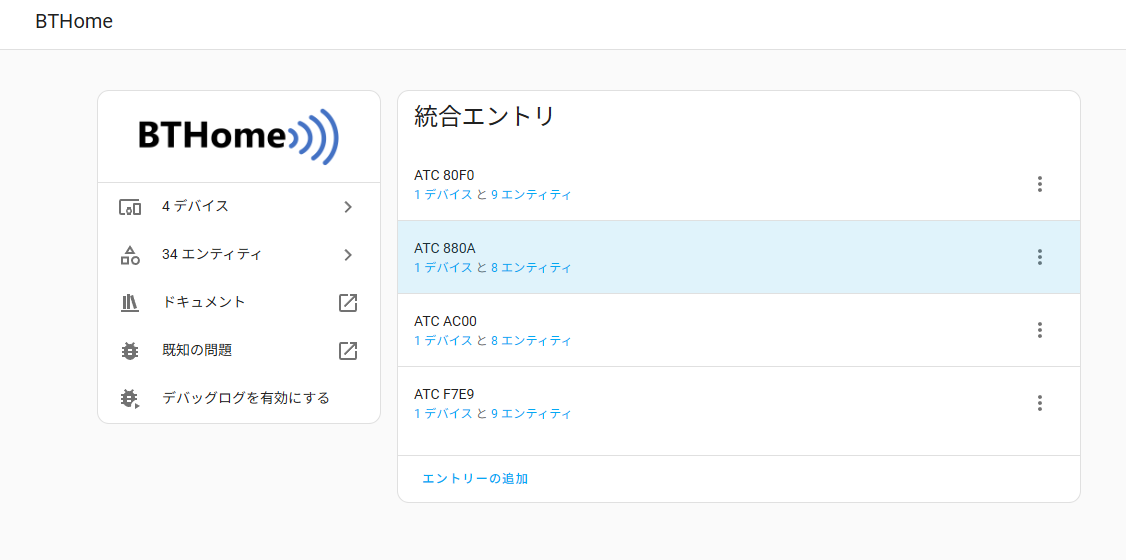 BTHome
BTHome
4 デバイス
34 エンティティ
ドキュメント
既知の問題
デバッグログを有効にする
統合エントリ
ATC 80F0
1 デバイス と 9 エンティティ
ATC 880A
1 デバイス と 8 エンティティ
ATC AC00
1 デバイス と 8 エンティティ
ATC F7E9
1 デバイス と 9 エンティティ
エントリーの追加